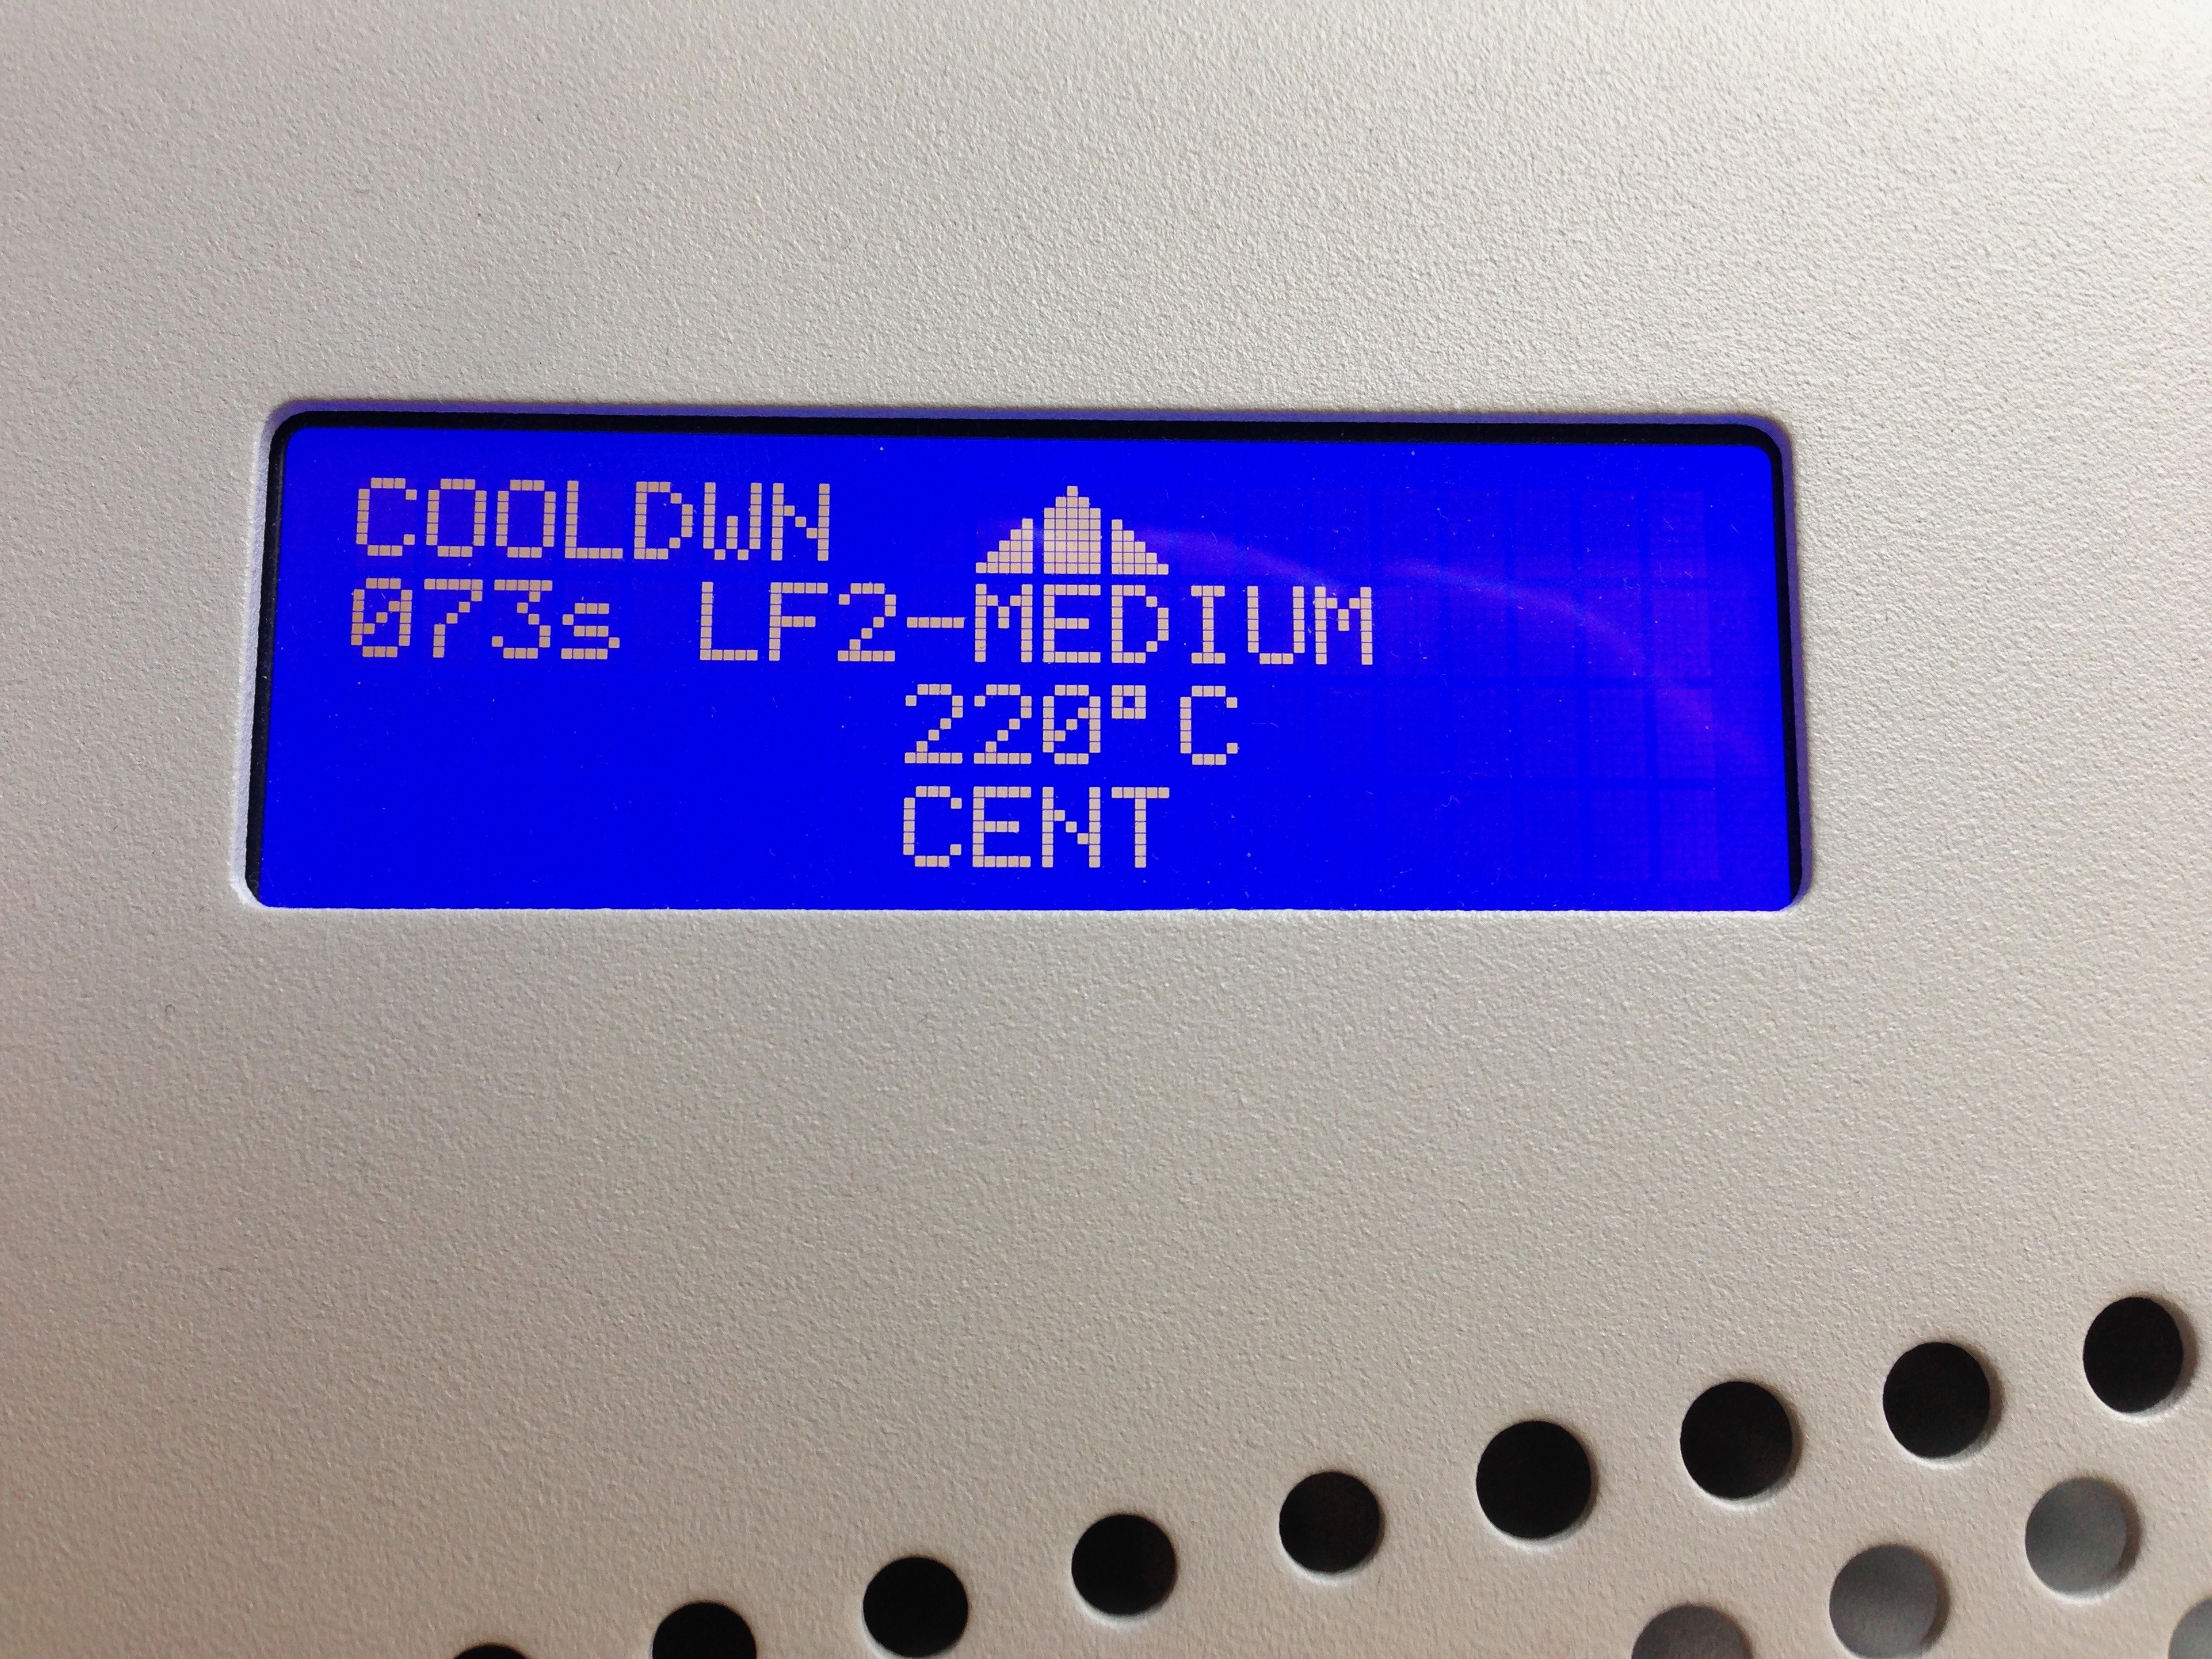 COOLDWN
073s LF2-MEDIUM
220°C
CENT